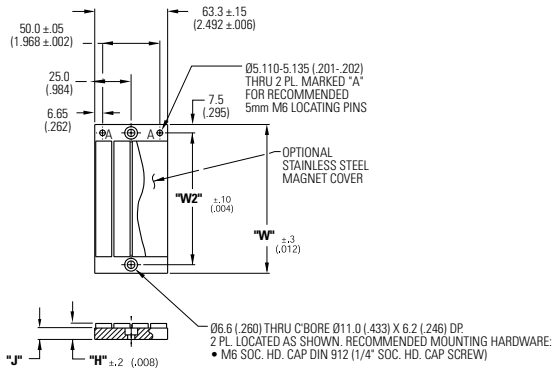 63.3 ±.15
(2.492 ±.006)
50.0 ±.05
(1.968 ±.002)
25.0
(.984)
6.65
(.262)
7.5
(.295)
Ø5.110-5.135 (.201-.202)
THRU 2 PL. MARKED "A"
FOR RECOMMENDED
5mm M6 LOCATING PINS
A A
OPTIONAL
STAINLESS STEEL
MAGNET COVER
"W2" ±.10
(.004)
"W" ±.3
(.012)
Ø6.6 (.260) THRU C'BORE Ø11.0 (.433) X 6.2 (.246) DP.
2 PL. LOCATED AS SHOWN. RECOMMENDED MOUNTING HARDWARE:
• M6 SOC. HD. CAP DIN 912 (1/4" SOC. HD. CAP SCREW)
"J" "H" ±.2 (.008)